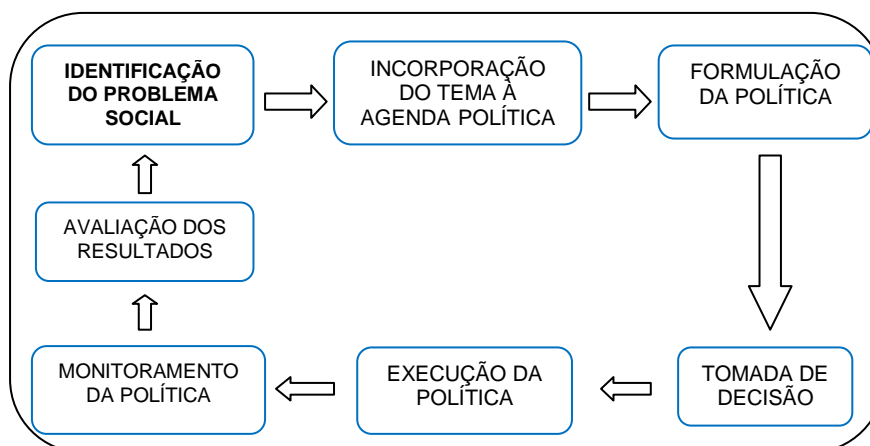 IDENTIFICAÇÃO
DO PROBLEMA
SOCIAL
INCORPORAÇÃO
DO TEMA À
AGENDA POLÍTICA
FORMULAÇÃO
DA POLÍTICA
TOMADA DE
DECISÃO
EXECUÇÃO DA
POLÍTICA
MONITORAMENTO
DA POLÍTICA
AVALIAÇÃO DOS
RESULTADOS